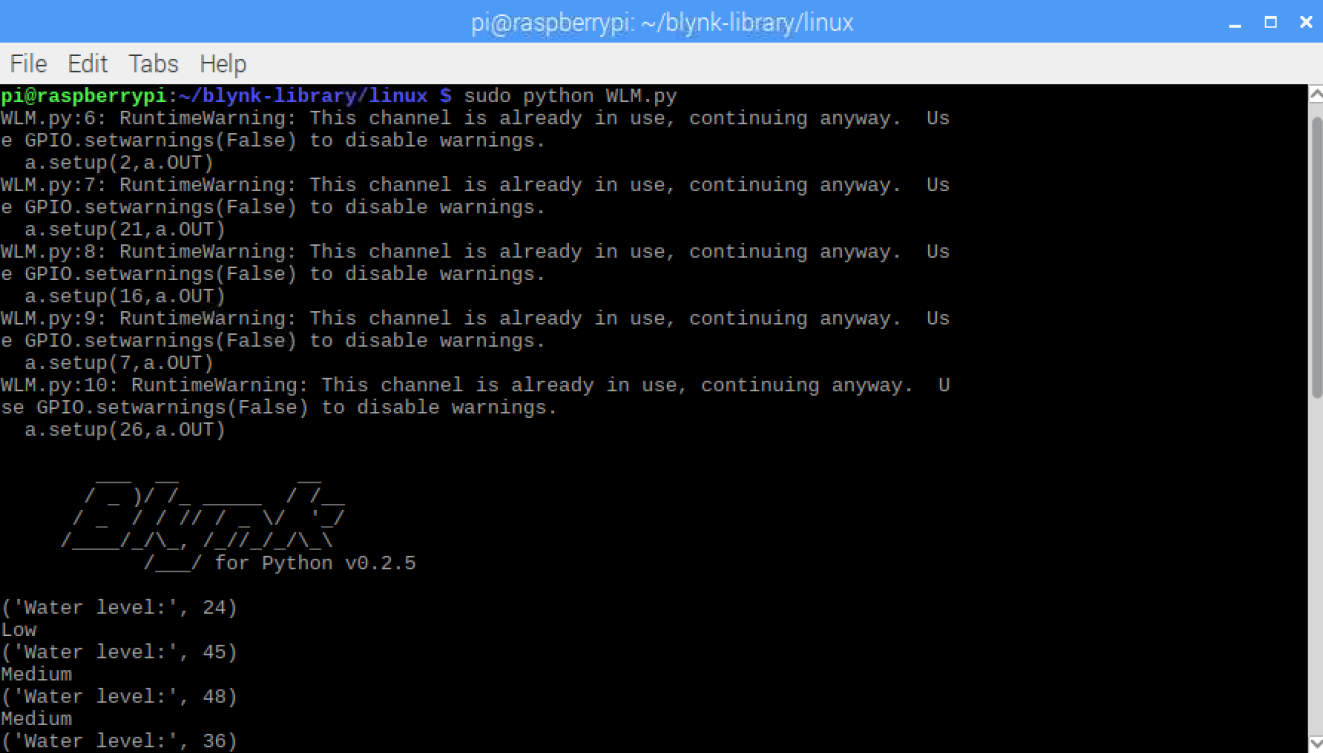 pi@raspberrypi: ~/blynk-library/linux
File Edit Tabs Help
pi@raspberrypi:~/blynk-library/linux $ sudo python WLM.py
WLM.py:6: RuntimeWarning: This channel is already in use, continuing anyway.  Us
e GPIO.setwarnings(False) to disable warnings.
  a.setup(2,a.OUT)
WLM.py:7: RuntimeWarning: This channel is already in use, continuing anyway.  Us
e GPIO.setwarnings(False) to disable warnings.
  a.setup(21,a.OUT)
WLM.py:8: RuntimeWarning: This channel is already in use, continuing anyway.  Us
e GPIO.setwarnings(False) to disable warnings.
  a.setup(16,a.OUT)
WLM.py:9: RuntimeWarning: This channel is already in use, continuing anyway.  Us
e GPIO.setwarnings(False) to disable warnings.
  a.setup(7,a.OUT)
WLM.py:10: RuntimeWarning: This channel is already in use, continuing anyway.  U
se GPIO.setwarnings(False) to disable warnings.
  a.setup(26,a.OUT)
Blynk
for Python v0.2.5
('Water level:', 24)
Low
('Water level:', 45)
Medium
('Water level:', 48)
Medium
('Water level:', 36)